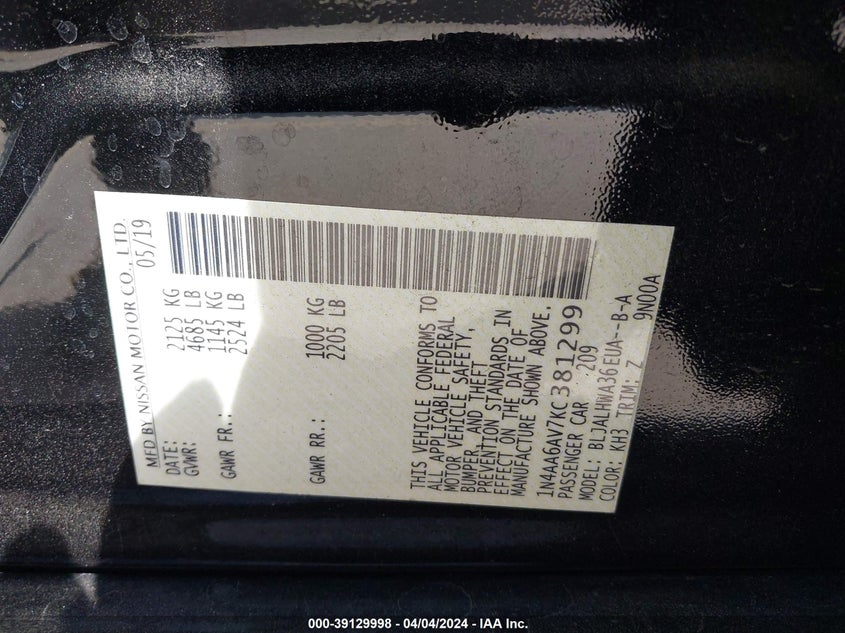 MFD BY NISSAN MOTOR CO., LTD.
DATE: 05/19
GVWR: 2125 KG
4685 LB
GAWR FR.: 1145 KG
2524 LB
GAWR RR.: 1000 KG
2205 LB
THIS VEHICLE CONFORMS TO
ALL APPLICABLE FEDERAL
MOTOR VEHICLE SAFETY,
BUMPER, AND THEFT
PREVENTION STANDARDS IN
EFFECT ON THE DATE OF
MANUFACTURE SHOWN ABOVE.
1N4AA6AV7KC381299
PASSENGER CAR 209
MODEL: BLJALHWA36EUA--B-A
COLOR: KH3 TRIM: Z 9N00A
000-39129998 - 04/04/2024 - IAA Inc.